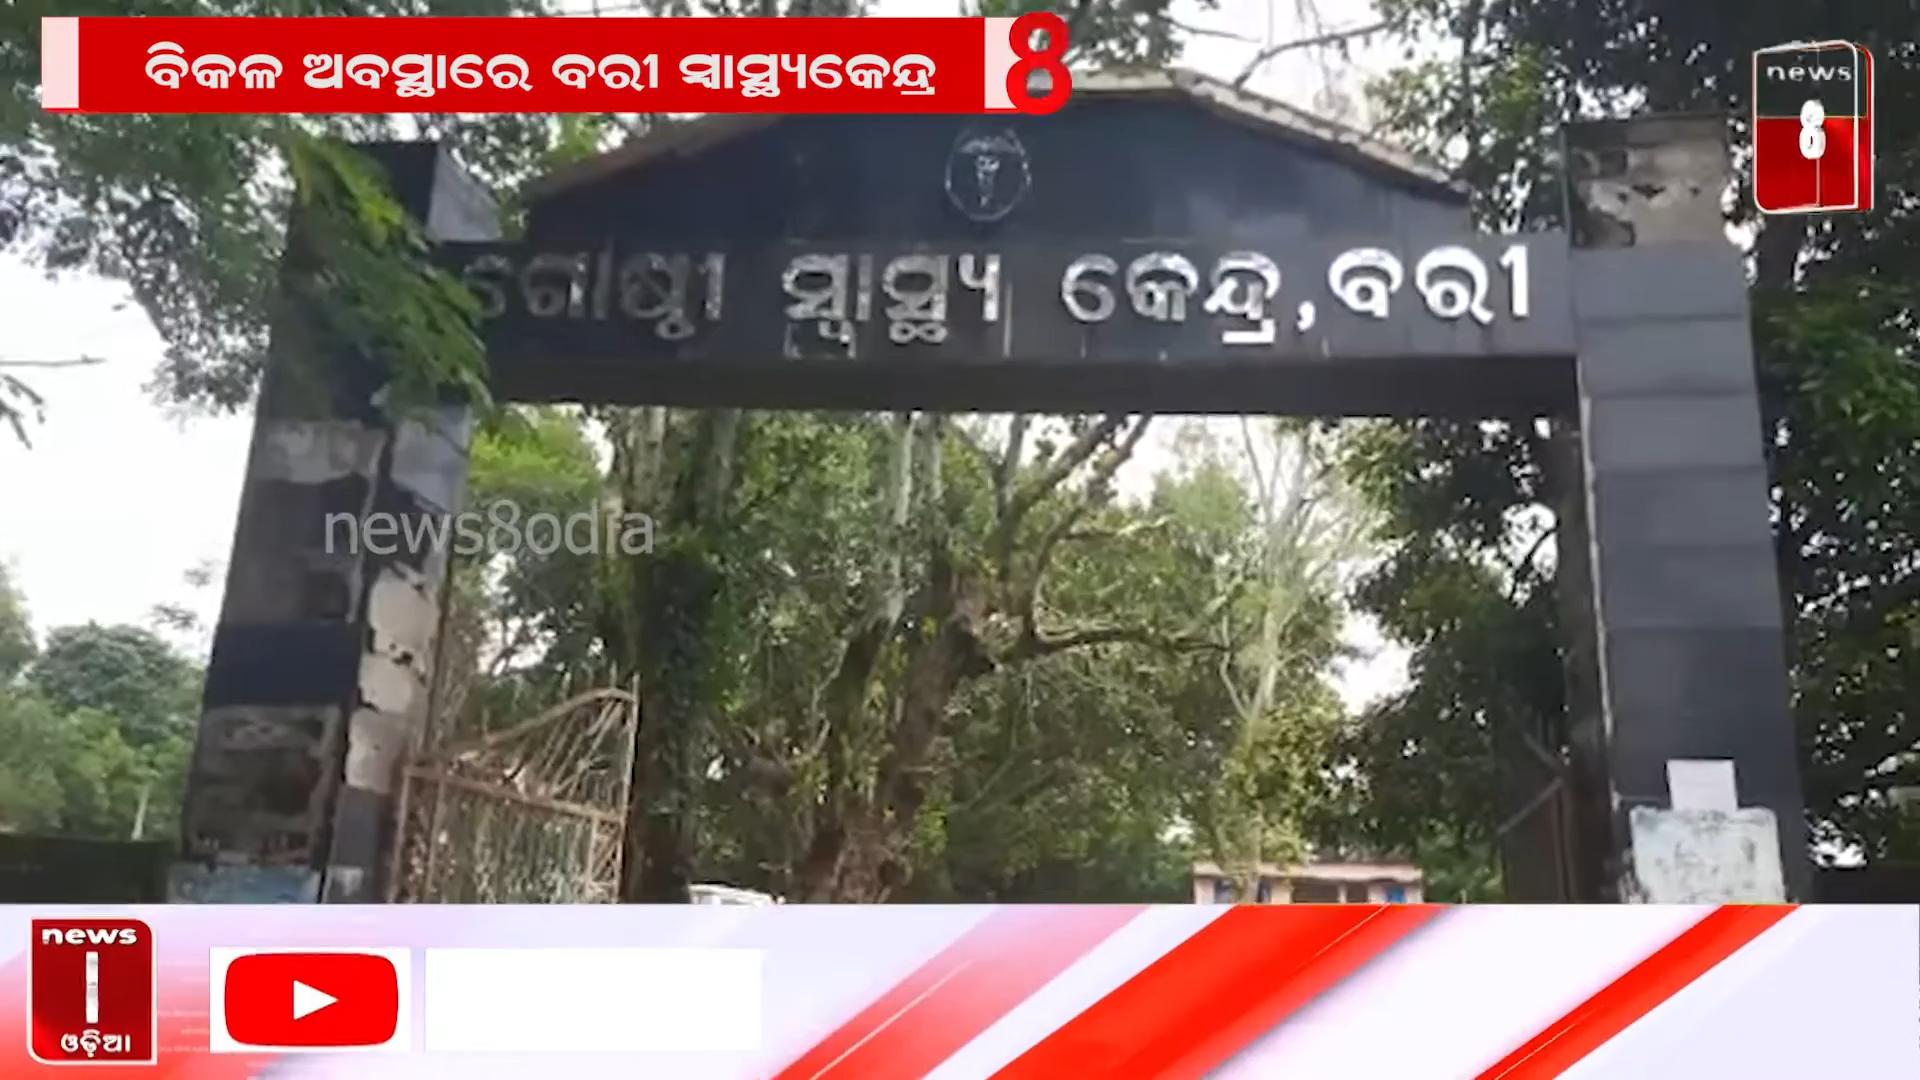 ବିକଳ ଅବସ୍ଥାରେ ବରୀ ସ୍ୱାସ୍ଥ୍ୟକେନ୍ଦ୍ର
8
news
8
ଗୋଷ୍ଠୀ ସ୍ୱାସ୍ଥ୍ୟ କେନ୍ଦ୍ର, ବରୀ
news8odia
news
ଓଡ଼ିଆ